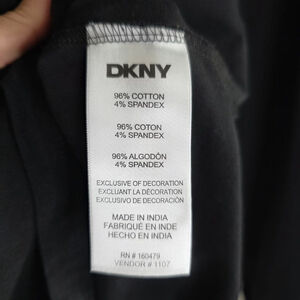 DKNY
96% COTTON
4% SPANDEX
96% COTON
4% SPANDEX
96% ALGODÓN
4% SPANDEX
EXCLUSIVE OF DECORATION
EXCLUANT LA DÉCORATION
EXCLUSIVO DE DECORACIÓN
MADE IN INDIA
FABRIQUÉ EN INDE
HECHO EN INDIA
RN # 160479
VENDOR # 1107